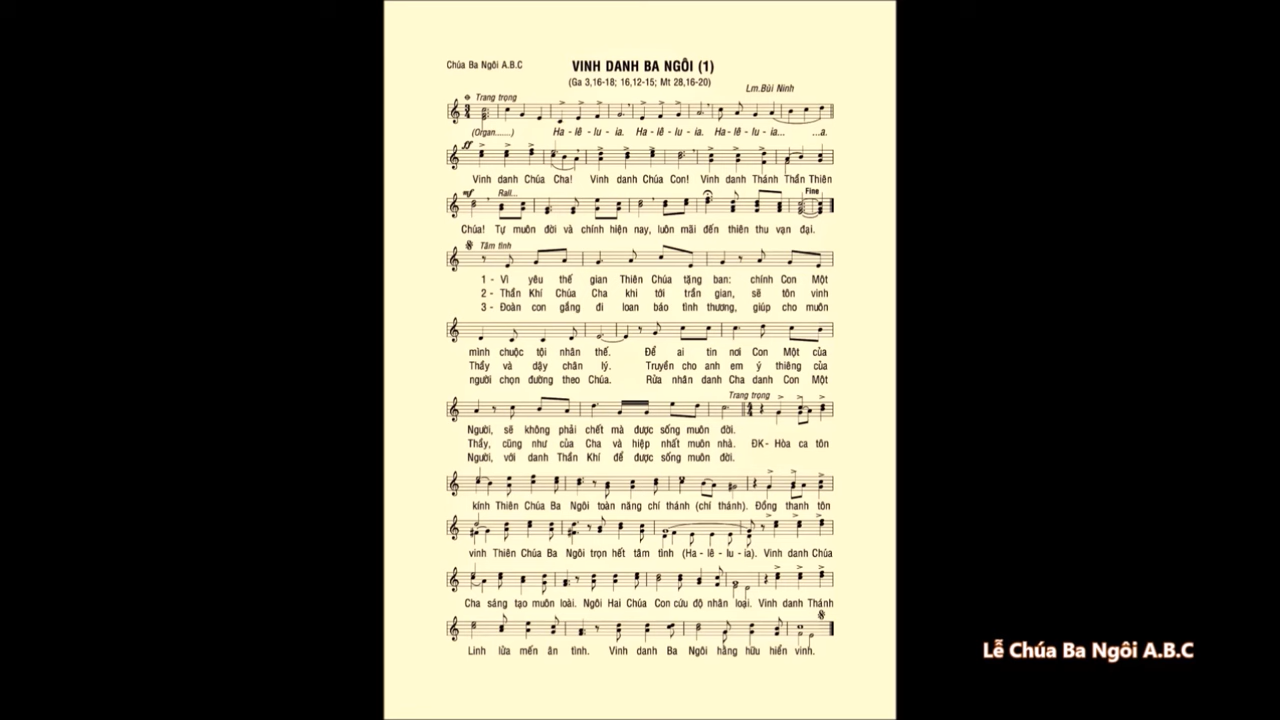 Chúa Ba Ngôi A.B.C
VINH DANH BA NGÔI (1)
(Ga 3,16-18; 16,12-15; Mt 28,16-20)
Lm.Bùi Ninh
Trang trọng
(Organ.......) Ha - lê - lu - ia. Ha - lê - lu - ia. Ha - lê - lu - ia... ...a.
ff
Vinh danh Chúa Cha! Vinh danh Chúa Con! Vinh danh Thánh Thần Thiên
mf Rall... Fine
Chúa! Tự muôn đời và chính hiện nay, luôn mãi đến thiên thu vạn đại.
Tâm tình
1 - Vì yêu thế gian Thiên Chúa tặng ban: chính Con Một
2 - Thần Khí Chúa Cha khi tới trần gian, sẽ tôn vinh
3 - Đoàn con gắng đi loan báo tình thương, giúp cho muôn
mình chuộc tội nhân thế. Để ai tin nơi Con Một của
Thầy và dậy chân lý. Truyền cho anh em ý thiêng của
người chọn đường theo Chúa. Rửa nhân danh Cha danh Con Một
Trang trọng
Người, sẽ không phải chết mà được sống muôn đời.
Thầy, cũng như của Cha và hiệp nhất muôn nhà. ĐK- Hòa ca tôn
Người, với danh Thần Khí để được sống muôn đời.
kính Thiên Chúa Ba Ngôi toàn năng chí thánh (chí thánh). Đồng thanh tôn
vinh Thiên Chúa Ba Ngôi trọn hết tâm tình (Ha - lê - lu - ia). Vinh danh Chúa
Cha sáng tạo muôn loài. Ngôi Hai Chúa Con cứu độ nhân loại. Vinh danh Thánh
Linh lửa mến ân tình. Vinh danh Ba Ngôi hằng hữu hiển vinh.
Lễ Chúa Ba Ngôi A.B.C